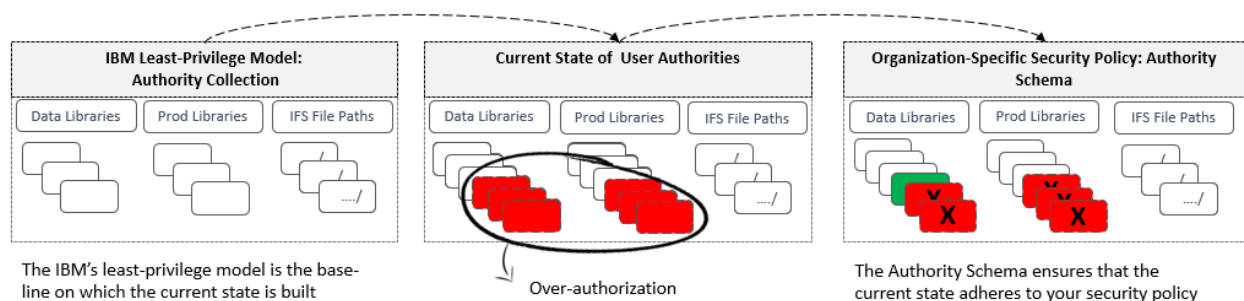 IBM Least-Privilege Model:
Authority Collection
Data Libraries
Prod Libraries
IFS File Paths
/
/
..../
The IBM's least-privilege model is the base-
line on which the current state is built
Current State of User Authorities
Data Libraries
Prod Libraries
IFS File Paths
/
/
..../
Over-authorization
Organization-Specific Security Policy: Authority
Schema
Data Libraries
Prod Libraries
IFS File Paths
X
X
X
X
X
/
/
..../
The Authority Schema ensures that the
current state adheres to your security policy